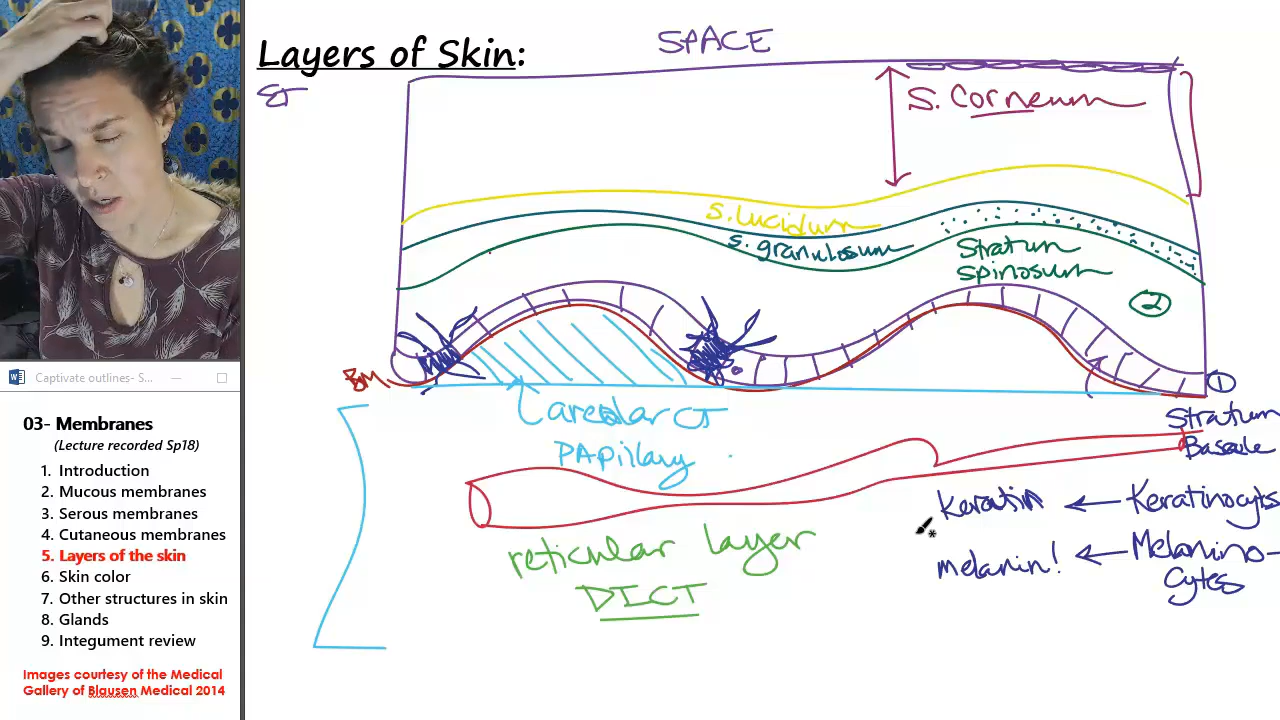 Layers of Skin:
ST
SPACE
S. Corneum
S. lucidum
S. granulosum
Stratum
spinosum
2
BM
1
Stratum
Basale
areolar CT
PApillary
Keratin ← Keratinocyts
melanin! ← Melanino-
cytes
reticular layer
DICT
Captivate outlines- S...
03- Membranes
(Lecture recorded Sp18)
1. Introduction
2. Mucous membranes
3. Serous membranes
4. Cutaneous membranes
5. Layers of the skin
6. Skin color
7. Other structures in skin
8. Glands
9. Integument review
Images courtesy of the Medical
Gallery of Blausen Medical 2014